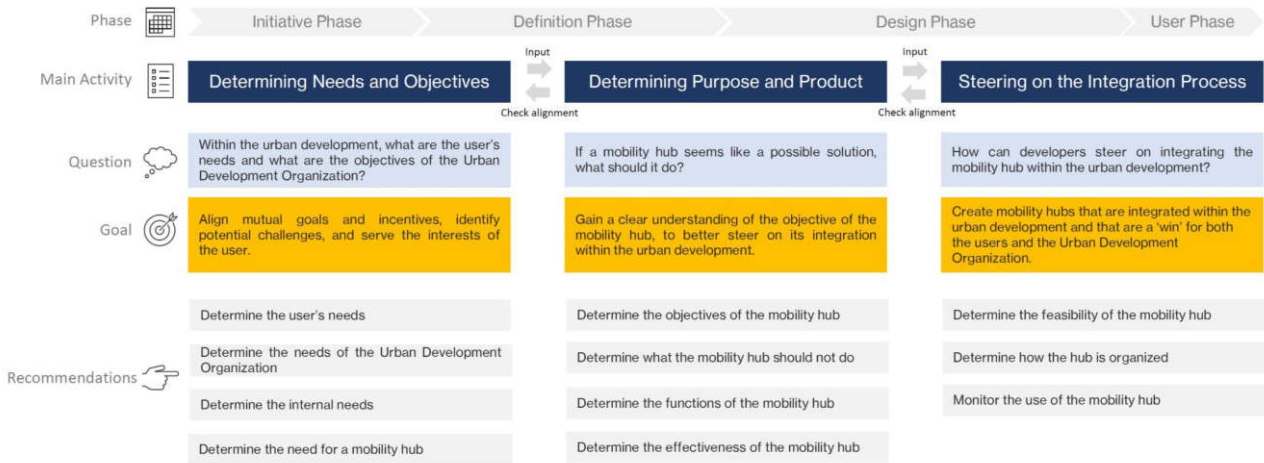 Phase
Initiative Phase
Definition Phase
Design Phase
User Phase
Main Activity
Determining Needs and Objectives
Input
Check alignment
Determining Purpose and Product
Input
Check alignment
Steering on the Integration Process
Question
Within the urban development, what are the user's
needs and what are the objectives of the Urban
Development Organization?
If a mobility hub seems like a possible solution,
what should it do?
How can developers steer on integrating the
mobility hub within the urban development?
Goal
Align mutual goals and incentives, identify
potential challenges, and serve the interests of
the user.
Gain a clear understanding of the objective of the
mobility hub, to better steer on its integration
within the urban development.
Create mobility hubs that are integrated within the
urban development and that are a 'win' for both
the users and the Urban Development
Organization.
Recommendations
Determine the user's needs
Determine the needs of the Urban Development
Organization
Determine the internal needs
Determine the need for a mobility hub
Determine the objectives of the mobility hub
Determine what the mobility hub should not do
Determine the functions of the mobility hub
Determine the effectiveness of the mobility hub
Determine the feasibility of the mobility hub
Determine how the hub is organized
Monitor the use of the mobility hub